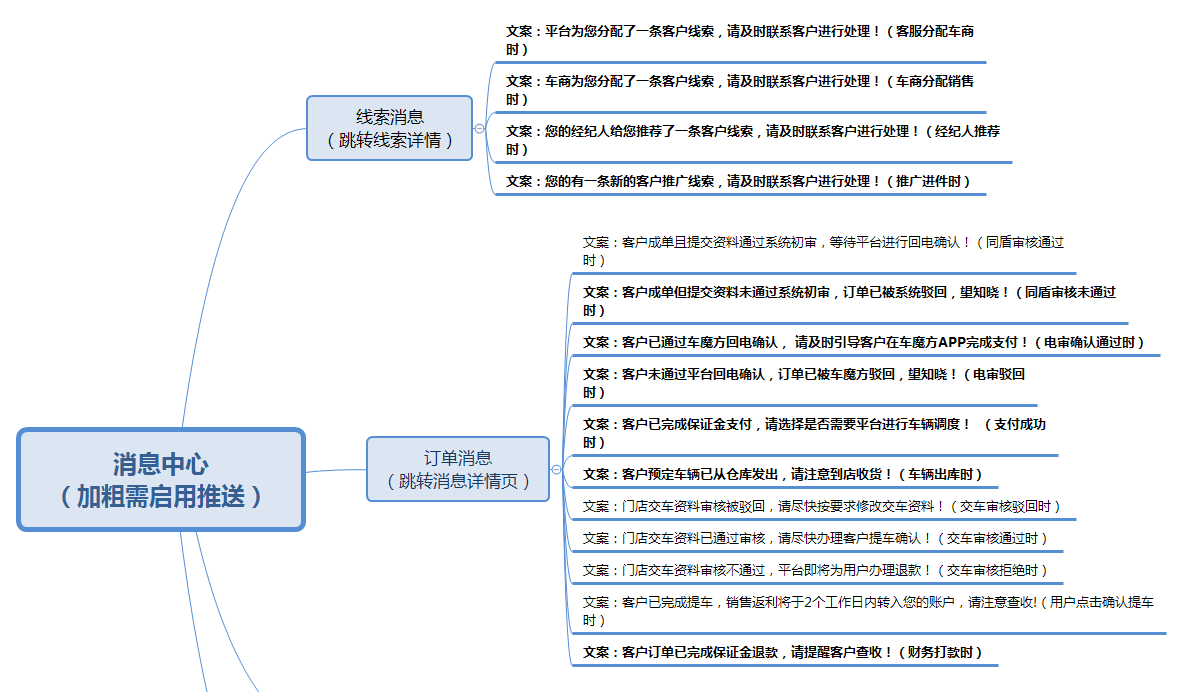 文案：平台为您分配了一条客户线索，请及时联系客户进行处理！（客服分配车商
时）
文案：车商为您分配了一条客户线索，请及时联系客户进行处理！（车商分配销售
时）
线索消息
（跳转线索详情）
文案：您的经纪人给您推荐了一条客户线索，请及时联系客户进行处理！（经纪人推荐
时）
文案：您的有一条新的客户推广线索，请及时联系客户进行处理！（推广进件时）
文案：客户成单且提交资料通过系统初审，等待平台进行回电确认！（同盾审核通过
时）
文案：客户成单但提交资料未通过系统初审，订单已被系统驳回，望知晓！（同盾审核未通过
时）
文案：客户已通过车魔方回电确认， 请及时引导客户在车魔方APP完成支付！（电审确认通过时）
文案：客户未通过平台回电确认，订单已被车魔方驳回，望知晓！（电审驳回
时）
文案：客户已完成保证金支付，请选择是否需要平台进行车辆调度！ （支付成功
时）
消息中心
（加粗需启用推送）
订单消息
（跳转消息详情页）
文案：客户预定车辆已从仓库发出，请注意到店收货！（车辆出库时）
文案：门店交车资料审核被驳回，请尽快按要求修改交车资料！（交车审核驳回时）
文案：门店交车资料已通过审核，请尽快办理客户提车确认！（交车审核通过时）
文案：门店交车资料审核不通过，平台即将为用户办理退款！（交车审核拒绝时）
文案：客户已完成提车，销售返利将于2个工作日内转入您的账户，请注意查收!（用户点击确认提车
时）
文案：客户订单已完成保证金退款，请提醒客户查收！（财务打款时）